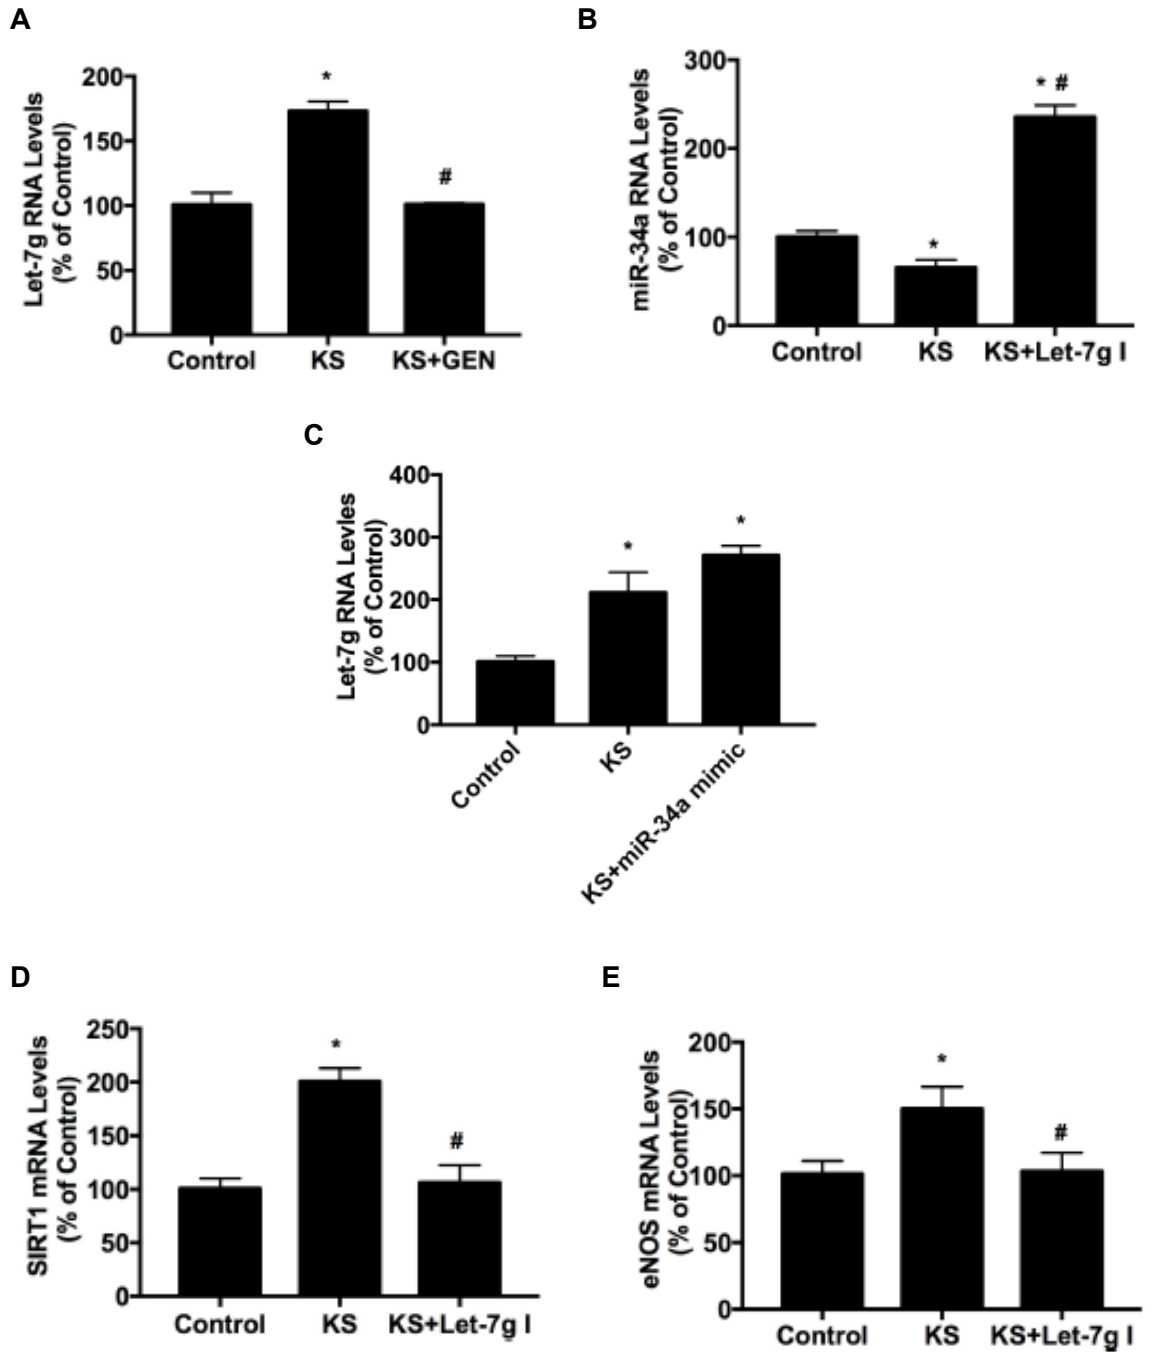 A
Let-7g RNA Levels
(% of Control)
200
150
100
50
0
*
#
Control
KS
KS+GEN
B
miR-34a RNA Levels
(% of Control)
300
200
100
0
*
* #
Control
KS
KS+Let-7g I
C
Let-7g RNA Levles
(% of Control)
400
300
200
100
0
*
*
Control
KS
KS+miR-34a mimic
D
SIRT1 mRNA Levels
(% of Control)
250
200
150
100
50
0
*
#
Control
KS
KS+Let-7g I
E
eNOS mRNA Levels
(% of Control)
200
150
100
50
0
*
#
Control
KS
KS+Let-7g I